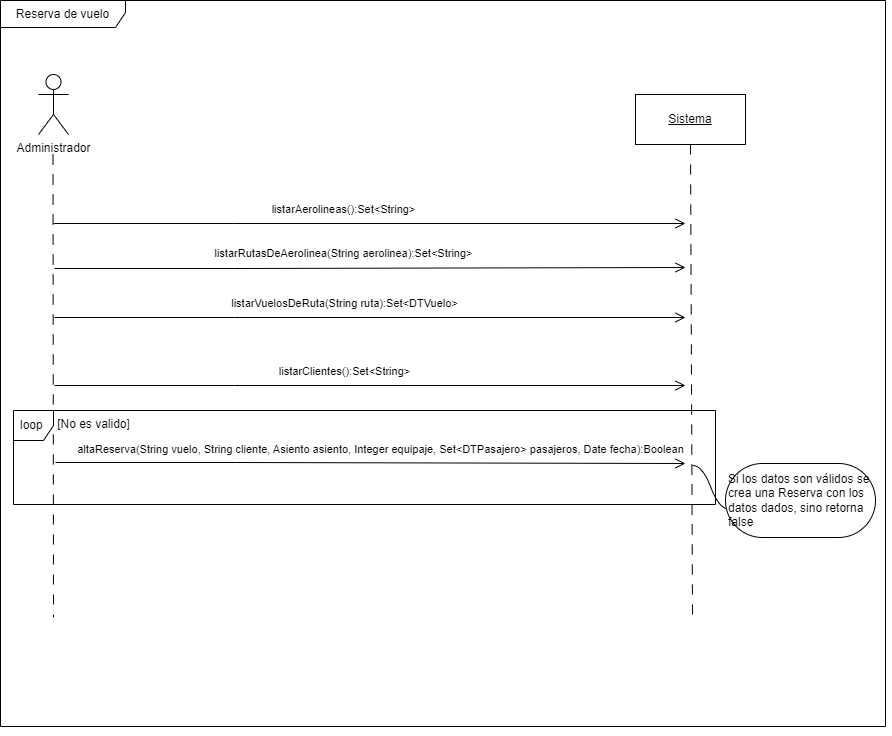 Reserva de vuelo
Administrador
Sistema
listarAerolineas():Set<String>
listarRutasDeAerolinea(String aerolinea):Set<String>
listarVuelosDeRuta(String ruta):Set<DTVuelo>
listarClientes():Set<String>
loop
[No es valido]
altaReserva(String vuelo, String cliente, Asiento asiento, Integer equipaje, Set<DTPasajero> pasajeros, Date fecha):Boolean
Si los datos son válidos se
crea una Reserva con los
datos dados, sino retorna
false